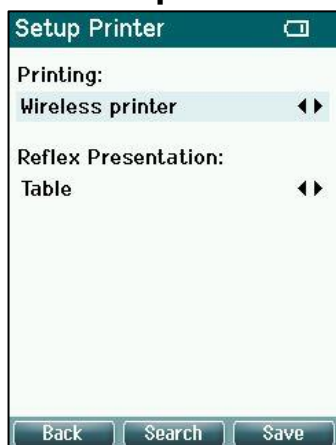 Setup Printer
Printing:
Wireless printer
Reflex Presentation:
Table
Back Search Save